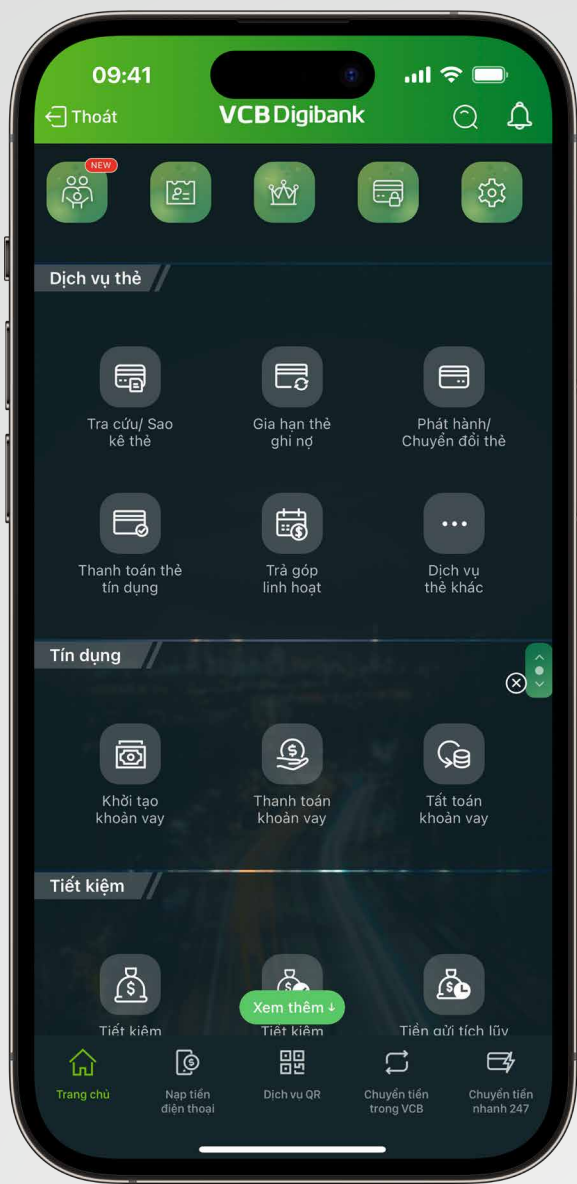 09:41
Thoát
VCB Digibank
NEW
Dịch vụ thẻ
Tra cứu/ Sao
kê thẻ
Gia hạn thẻ
ghi nợ
Phát hành/
Chuyển đổi thẻ
Thanh toán thẻ
tín dụng
Trả góp
linh hoạt
Dịch vụ
thẻ khác
Tín dụng
Khởi tạo
khoản vay
Thanh toán
khoản vay
Tất toán
khoản vay
Tiết kiệm
Tiết kiệm
Tiết kiệm
Tiền gửi tích lũy
Xem thêm ↓
Trang chủ
Nạp tiền
điện thoại
Dịch vụ QR
Chuyển tiền
trong VCB
Chuyển tiền
nhanh 247